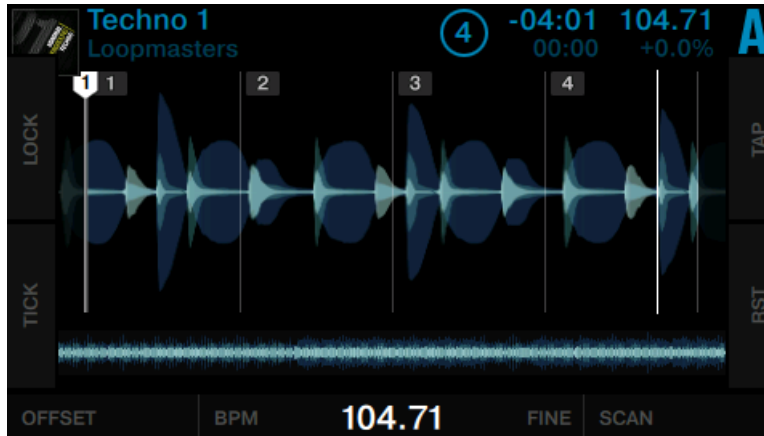 Techno 1
Loopmasters
4
-04:01
00:00
104.71
+0.0%
A
1
1
2
3
4
LOCK
TAP
TICK
RST
OFFSET
BPM
104.71
FINE
SCAN